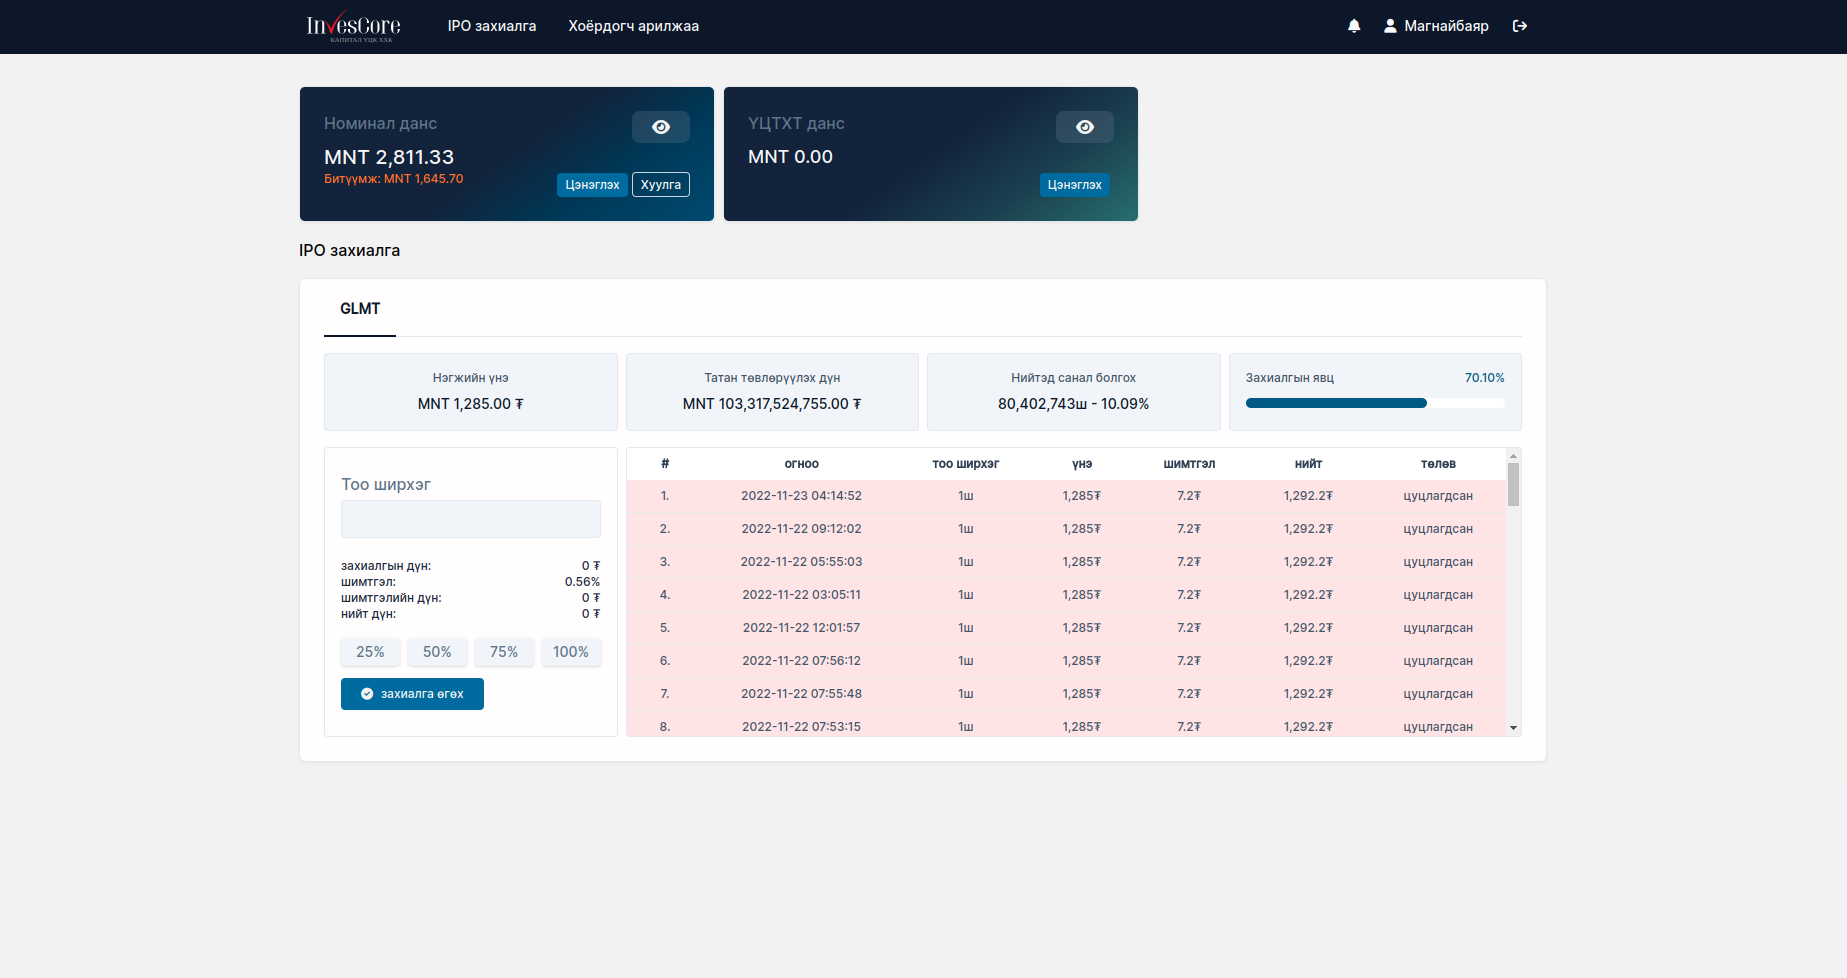 InvesCore
КАПИТАЛ ҮЦК ХХК
IPO захиалга
Хоёрдогч арилжаа
Магнайбаяр
Номинал данс
MNT 2,811.33
Битүүмж: MNT 1,645.70
Цэнэглэх
Хуулга
ҮЦТХТ данс
MNT 0.00
Цэнэглэх
IPO захиалга
GLMT
Нэгжийн үнэ
MNT 1,285.00 ₮
Татан төвлөрүүлэх дүн
MNT 103,317,524,755.00 ₮
Нийтэд санал болгох
80,402,743ш - 10.09%
Захиалгын явц 70.10%
Тоо ширхэг
захиалгын дүн: 0 ₮
шимтгэл: 0.56%
шимтгэлийн дүн: 0 ₮
нийт дүн: 0 ₮
25% 50% 75% 100%
захиалга өгөх
# огноо тоо ширхэг үнэ шимтгэл нийт төлөв
1. 2022-11-23 04:14:52 1ш 1,285₮ 7.2₮ 1,292.2₮ цуцлагдсан
2. 2022-11-22 09:12:02 1ш 1,285₮ 7.2₮ 1,292.2₮ цуцлагдсан
3. 2022-11-22 05:55:03 1ш 1,285₮ 7.2₮ 1,292.2₮ цуцлагдсан
4. 2022-11-22 03:05:11 1ш 1,285₮ 7.2₮ 1,292.2₮ цуцлагдсан
5. 2022-11-22 12:01:57 1ш 1,285₮ 7.2₮ 1,292.2₮ цуцлагдсан
6. 2022-11-22 07:56:12 1ш 1,285₮ 7.2₮ 1,292.2₮ цуцлагдсан
7. 2022-11-22 07:55:48 1ш 1,285₮ 7.2₮ 1,292.2₮ цуцлагдсан
8. 2022-11-22 07:53:15 1ш 1,285₮ 7.2₮ 1,292.2₮ цуцлагдсан